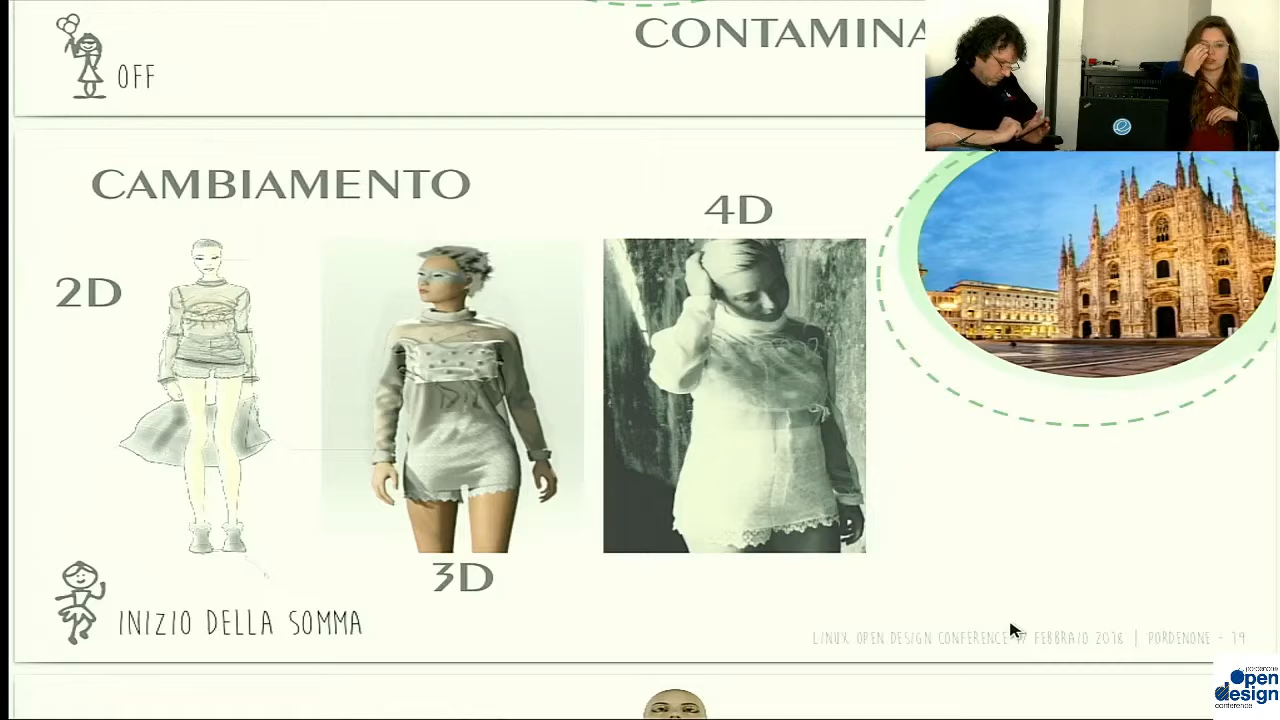 CONTAMINA
OFF
CAMBIAMENTO
4D
2D
3D
INIZIO DELLA SOMMA
LINUX OPEN DESIGN CONFERENCE 17 FEBBRAIO 2018 | PORDENONE - 19
pordenone
open
design
conference